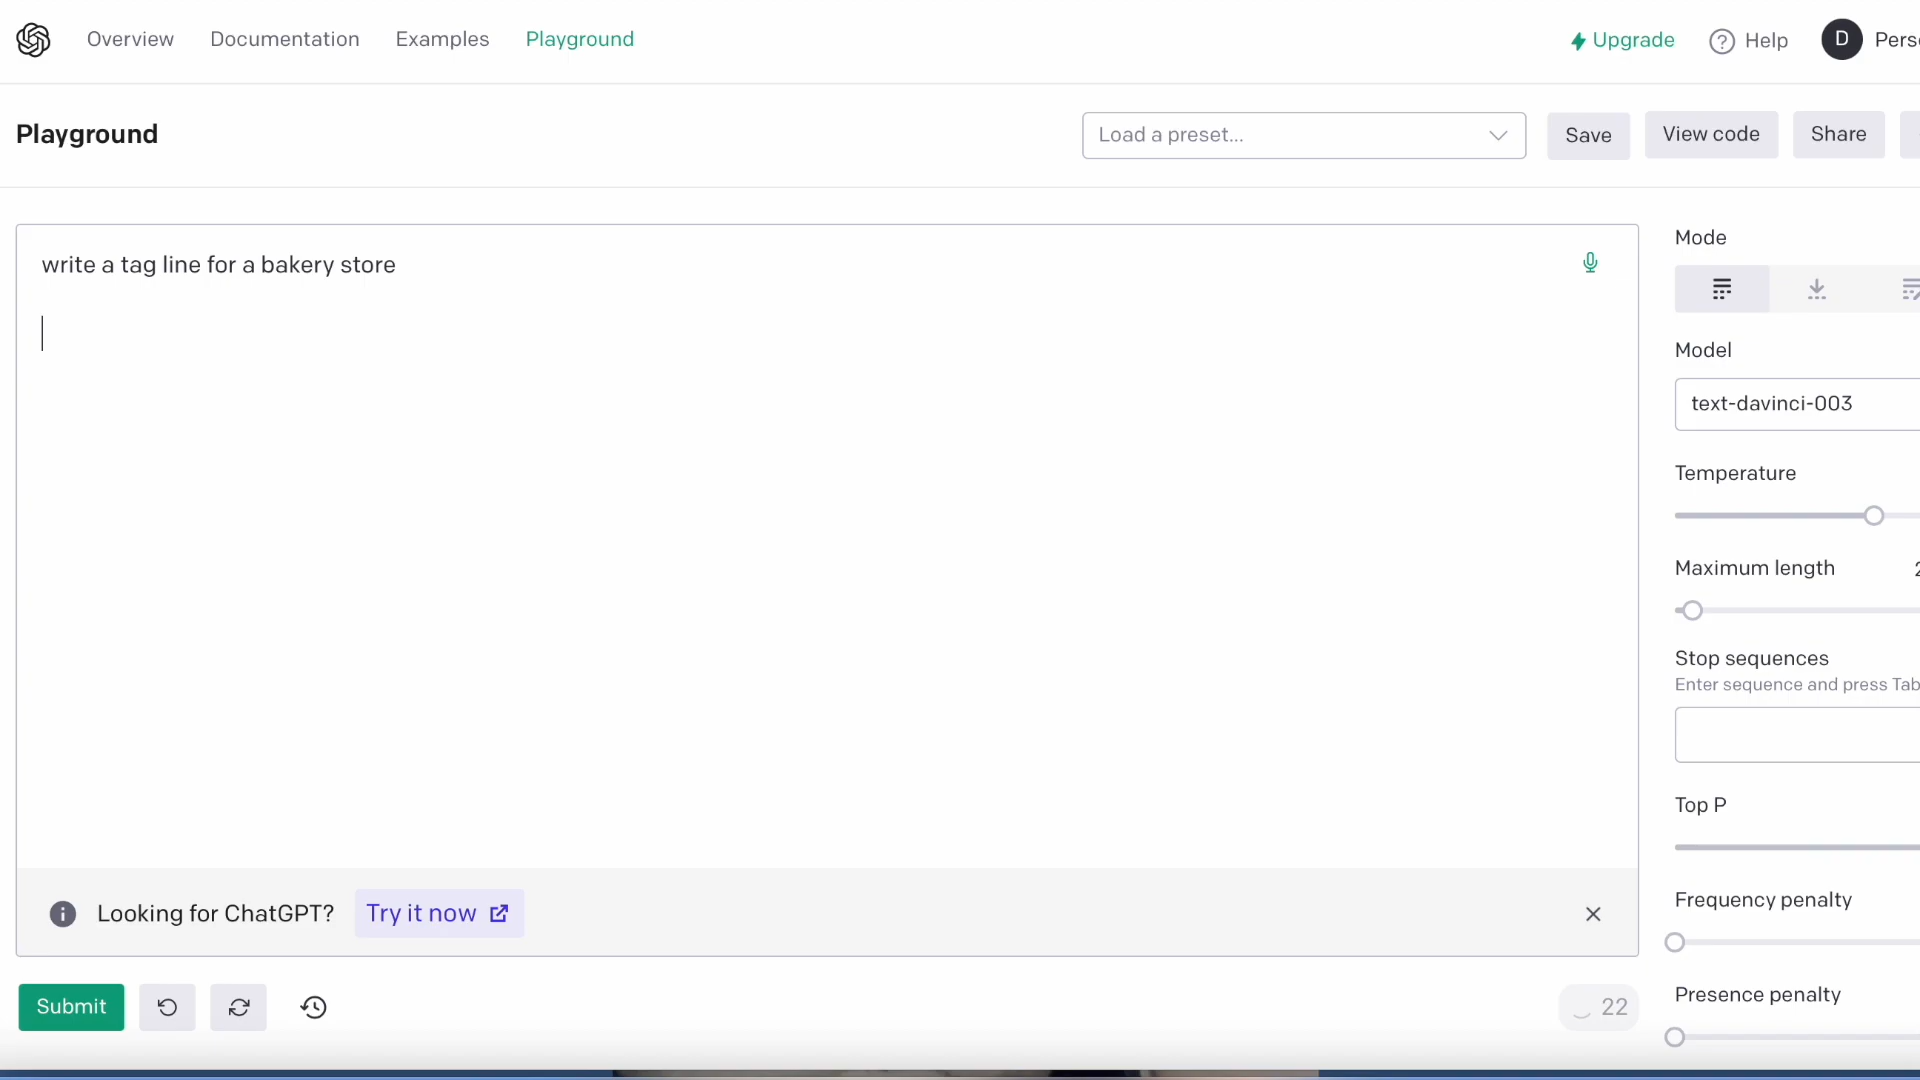 Overview Documentation Examples Playground Upgrade Help D
Playground
Load a preset... Save View code Share
write a tag line for a bakery store
Mode
Model
text-davinci-003
Temperature
Maximum length
Stop sequences
Enter sequence and press Tab
Top P
Looking for ChatGPT? Try it now
Frequency penalty
Submit
22
Presence penalty